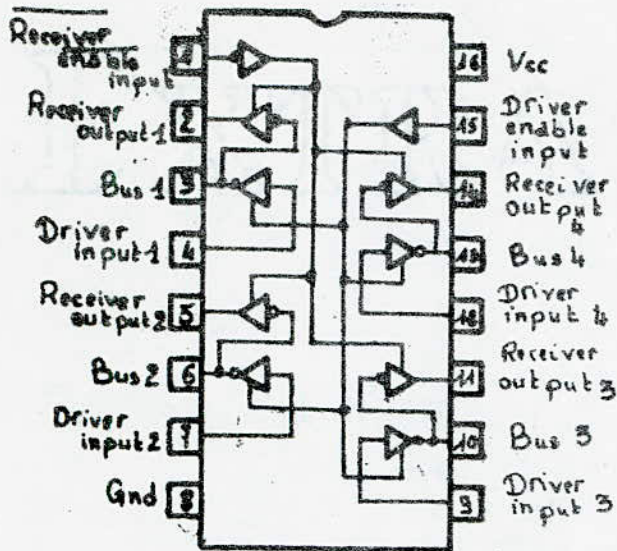 Receiver
enable
input
1
Receiver
output 1
2
Bus 1
3
Driver
input 1
4
Receiver
output 2
5
Bus 2
6
Driver
input 2
7
Gnd
8
16
Vcc
15
Driver
enable
input
14
Receiver
output
4
13
Bus 4
12
Driver
input 4
11
Receiver
output 3
10
Bus 3
9
Driver
input 3